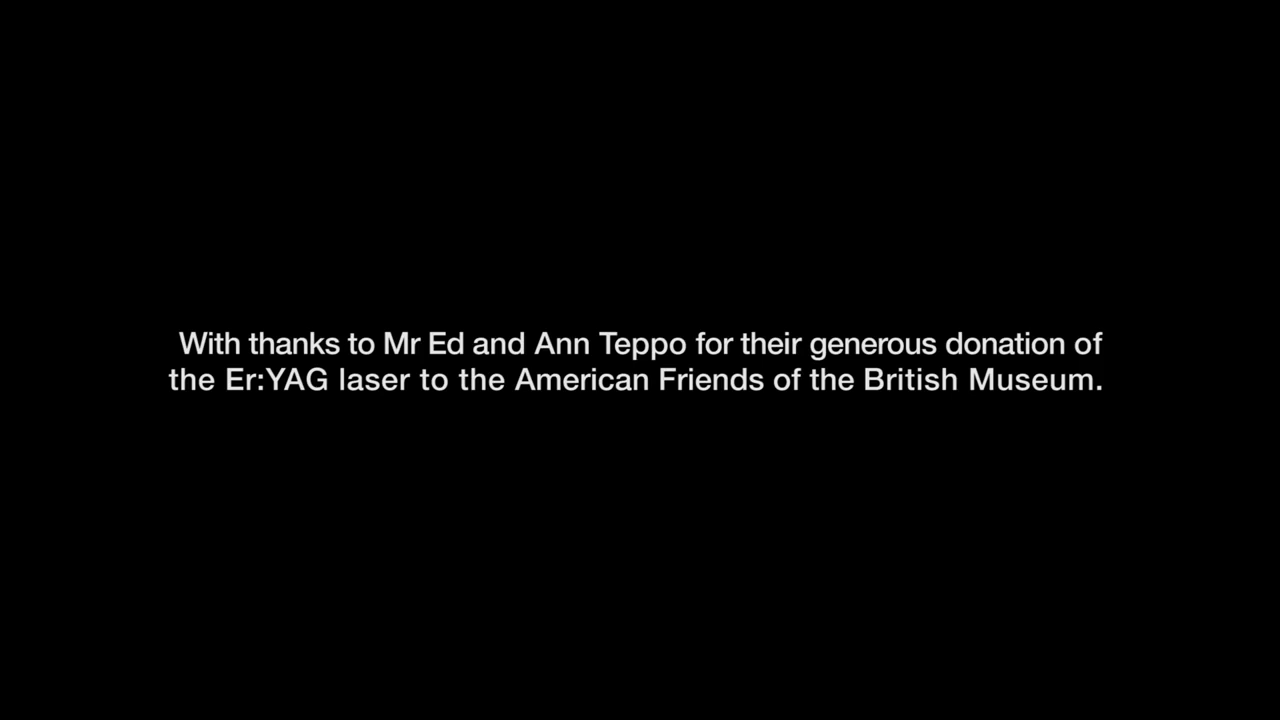 With thanks to Mr Ed and Ann Teppo for their generous donation of
the Er:YAG laser to the American Friends of the British Museum.